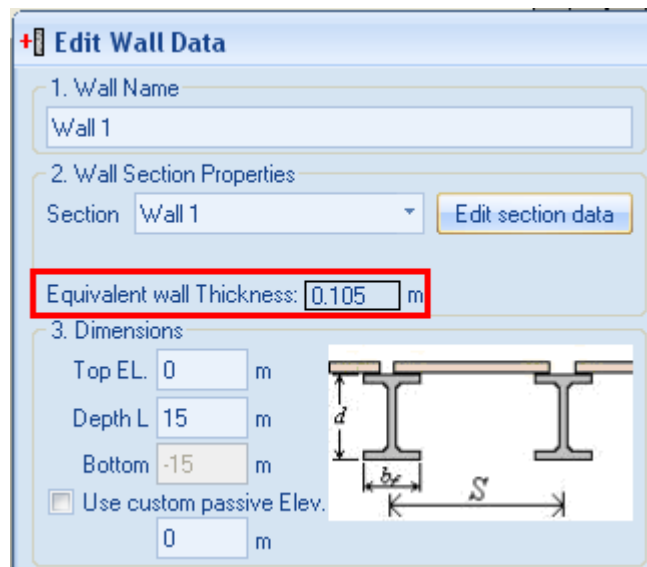 Edit Wall Data
1. Wall Name
Wall 1
2. Wall Section Properties
Section Wall 1 Edit section data
Equivalent wall Thickness: 0.105 m
3. Dimensions
Top EL. 0 m
Depth L 15 m
Bottom -15 m
Use custom passive Elev.
0 m
d
bf
S